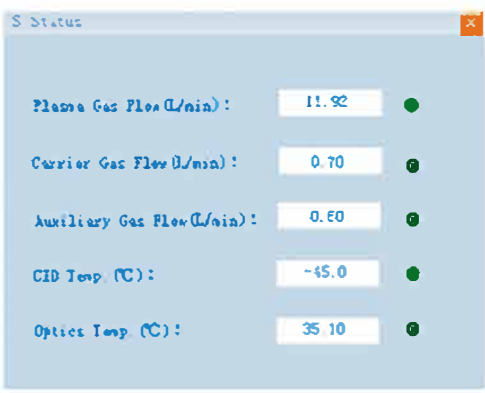 S Status
Plasma Gas Flow(L/min): 11.92
Carrier Gas Flow(L/min): 0.70
Auxiliary Gas Flow(L/min): 0.60
CID Temp. (℃): -45.0
Optics Temp. (℃): 35.10